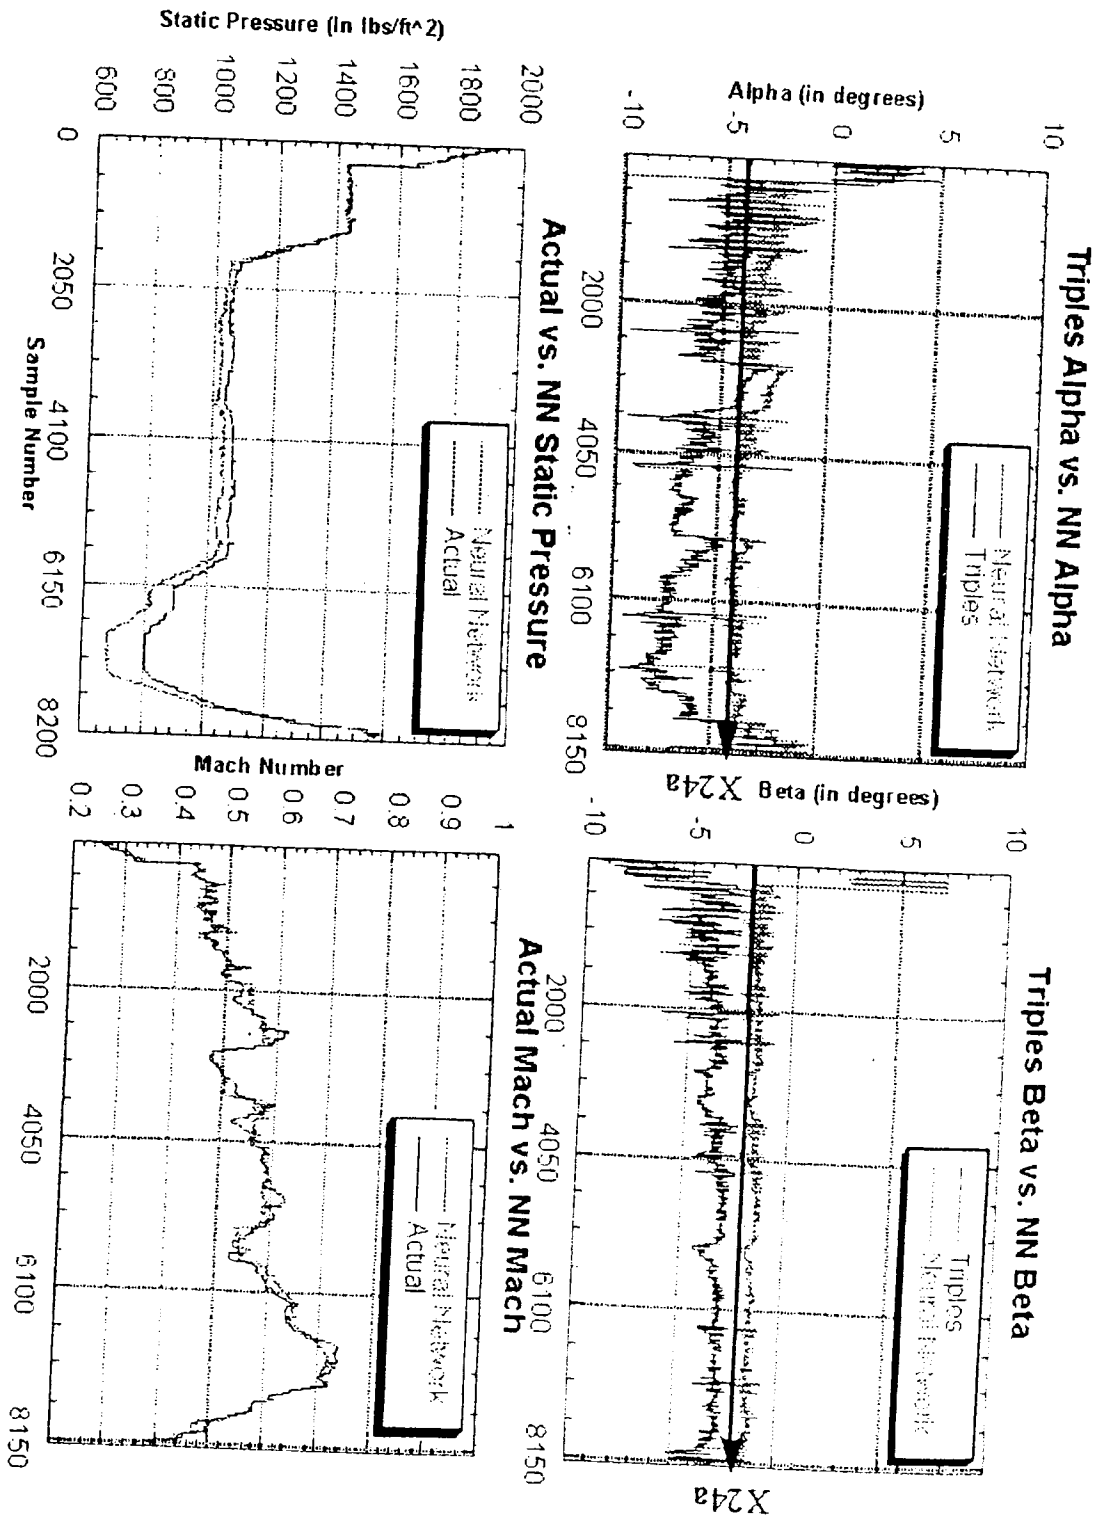 Triples Alpha vs. NN Alpha
Alpha (in degrees)
10
5
0
-5
-10
Neural Network
Triples
2000
4050
6100
8150
X24a
Triples Beta vs. NN Beta
Beta (in degrees)
10
5
0
-5
-10
Triples
Neural Network
2000
4050
6100
8150
X24a
Actual vs. NN Static Pressure
Static Pressure (In lbs/ft^2)
2000
1800
1600
1400
1200
1000
800
600
Neural Network
Actual
0
2050
4100
6150
8200
Sample Number
Actual Mach vs. NN Mach
Mach Number
1
0.9
0.8
0.7
0.6
0.5
0.4
0.3
0.2
Neural Network
Actual
2000
4050
6100
8150